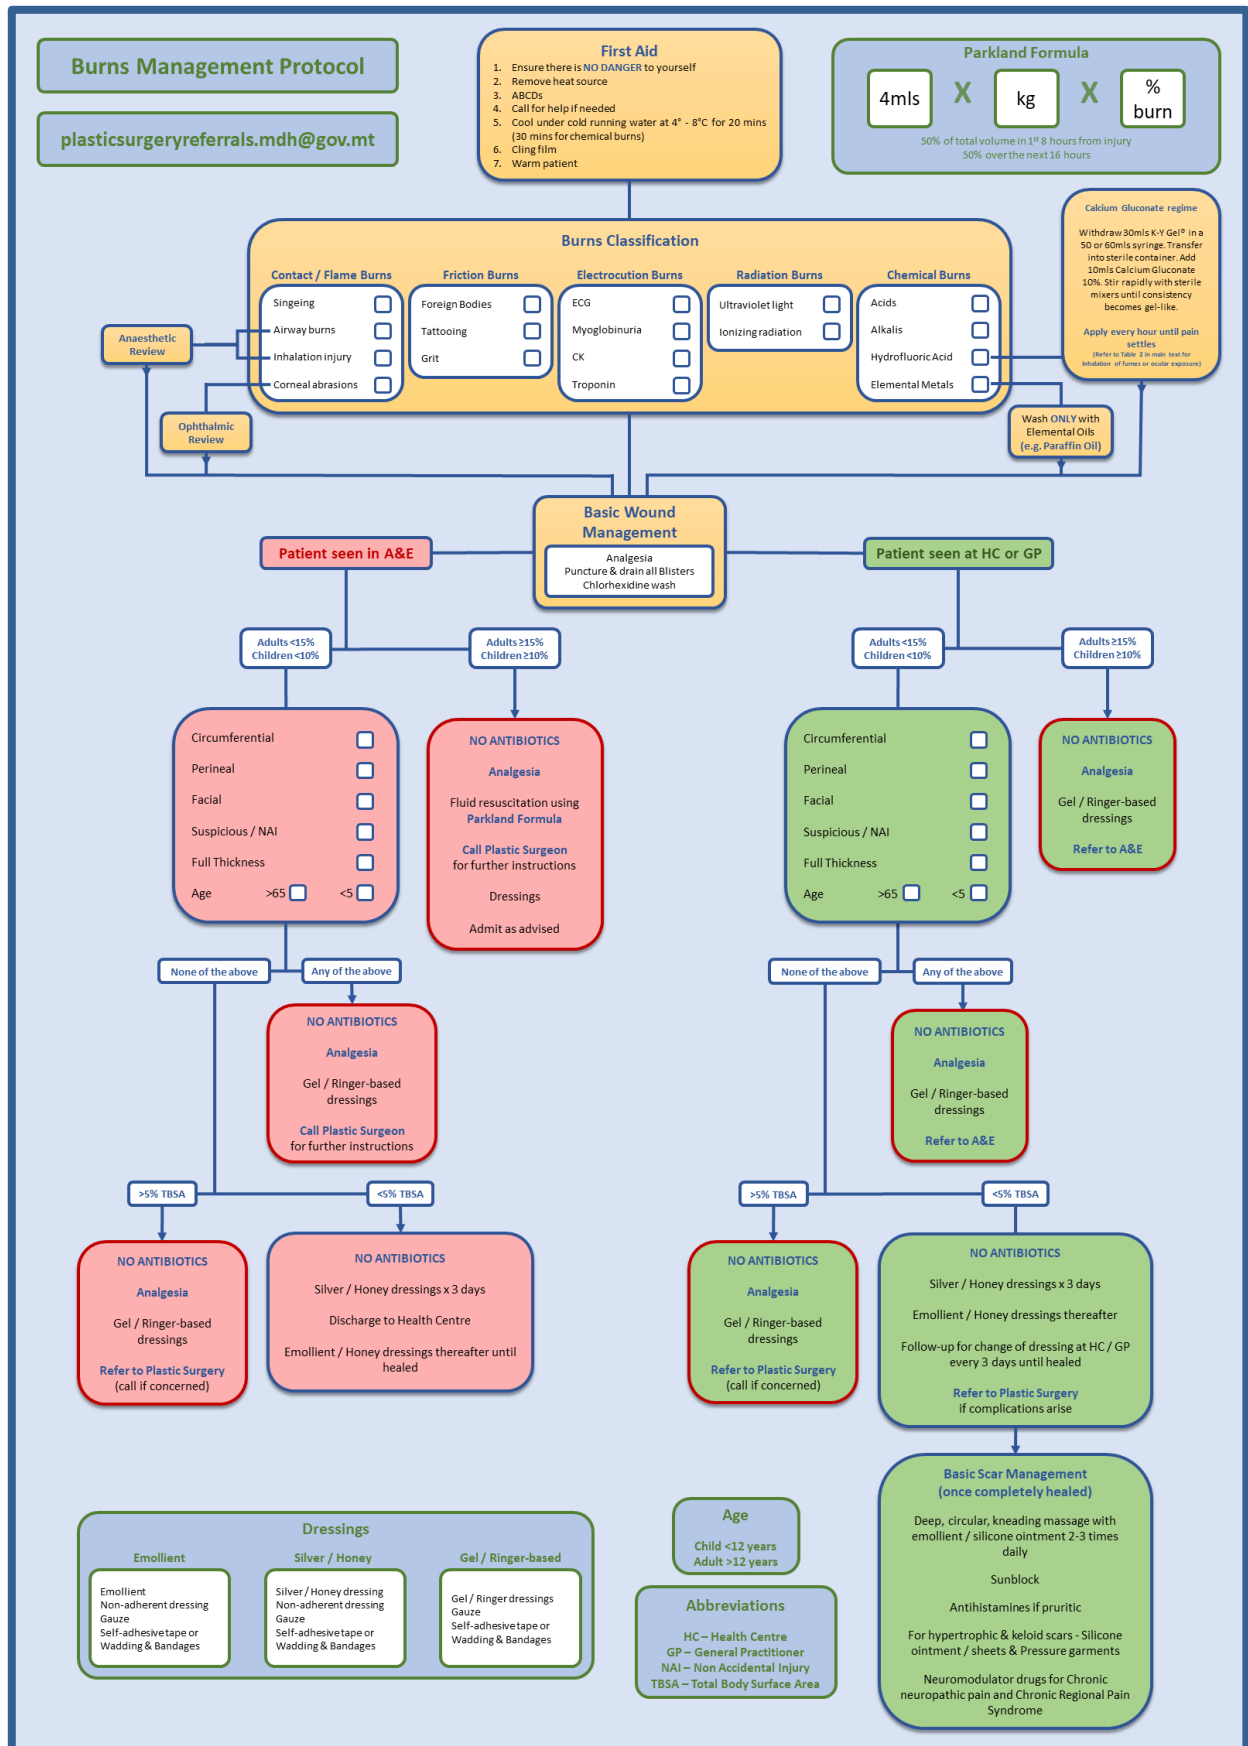 Burns Management Protocol
plasticsurgeryreferrals.mdh@gov.mt
First Aid
1. Ensure there is NO DANGER to yourself
2. Remove heat source
3. ABCDs
4. Call for help if needed
5. Cool under cold running water at 4° - 8°C for 20 mins
(30 mins for chemical burns)
6. Cling film
7. Warm patient
Parkland Formula
4mls X kg X %
burn
50% of total volume in 1st 8 hours from injury
50% over the next 16 hours
Burns Classification
Contact / Flame Burns
Singeing
Airway burns
Inhalation injury
Corneal abrasions
Friction Burns
Foreign Bodies
Tattooing
Grit
Electrocution Burns
ECG
Myoglobinuria
CK
Troponin
Radiation Burns
Ultraviolet light
Ionizing radiation
Chemical Burns
Acids
Alkalis
Hydrofluoric Acid
Elemental Metals
Calcium Gluconate regime
Withdraw 30mls K-Y Gel® in a
50 or 60mls syringe. Transfer
into sterile container. Add
10mls Calcium Gluconate
10%. Stir rapidly with sterile
mixers until consistency
becomes gel-like.
Apply every hour until pain
settles
(Refer to Table 2 in main text for
Inhalation of fumes or ocular exposure)
Anaesthetic
Review
Ophthalmic
Review
Wash ONLY with
Elemental Oils
(e.g. Paraffin Oil)
Basic Wound
Management
Analgesia
Puncture & drain all Blisters
Chlorhexidine wash
Patient seen in A&E
Adults <15%
Children <10%
Adults ≥15%
Children ≥10%
Circumferential
Perineal
Facial
Suspicious / NAI
Full Thickness
Age >65 <5
NO ANTIBIOTICS
Analgesia
Fluid resuscitation using
Parkland Formula
Call Plastic Surgeon
for further instructions
Dressings
Admit as advised
None of the above
Any of the above
NO ANTIBIOTICS
Analgesia
Gel / Ringer-based
dressings
Call Plastic Surgeon
for further instructions
>5% TBSA
<5% TBSA
NO ANTIBIOTICS
Analgesia
Gel / Ringer-based
dressings
Refer to Plastic Surgery
(call if concerned)
NO ANTIBIOTICS
Silver / Honey dressings x 3 days
Discharge to Health Centre
Emollient / Honey dressings thereafter until
healed
Patient seen at HC or GP
Adults <15%
Children <10%
Adults ≥15%
Children ≥10%
Circumferential
Perineal
Facial
Suspicious / NAI
Full Thickness
Age >65 <5
NO ANTIBIOTICS
Analgesia
Gel / Ringer-based
dressings
Refer to A&E
None of the above
Any of the above
NO ANTIBIOTICS
Analgesia
Gel / Ringer-based
dressings
Refer to A&E
>5% TBSA
<5% TBSA
NO ANTIBIOTICS
Analgesia
Gel / Ringer-based
dressings
Refer to Plastic Surgery
(call if concerned)
NO ANTIBIOTICS
Silver / Honey dressings x 3 days
Emollient / Honey dressings thereafter
Follow-up for change of dressing at HC / GP
every 3 days until healed
Refer to Plastic Surgery
if complications arise
Basic Scar Management
(once completely healed)
Deep, circular, kneading massage with
emollient / silicone ointment 2-3 times
daily
Sunblock
Antihistamines if pruritic
For hypertrophic & keloid scars - Silicone
ointment / sheets & Pressure garments
Neuromodulator drugs for Chronic
neuropathic pain and Chronic Regional Pain
Syndrome
Dressings
Emollient
Emollient
Non-adherent dressing
Gauze
Self-adhesive tape or
Wadding & Bandages
Silver / Honey
Silver / Honey dressing
Non-adherent dressing
Gauze
Self-adhesive tape or
Wadding & Bandages
Gel / Ringer-based
Gel / Ringer dressings
Gauze
Self-adhesive tape or
Wadding & Bandages
Age
Child <12 years
Adult >12 years
Abbreviations
HC – Health Centre
GP – General Practitioner
NAI – Non Accidental Injury
TBSA – Total Body Surface Area